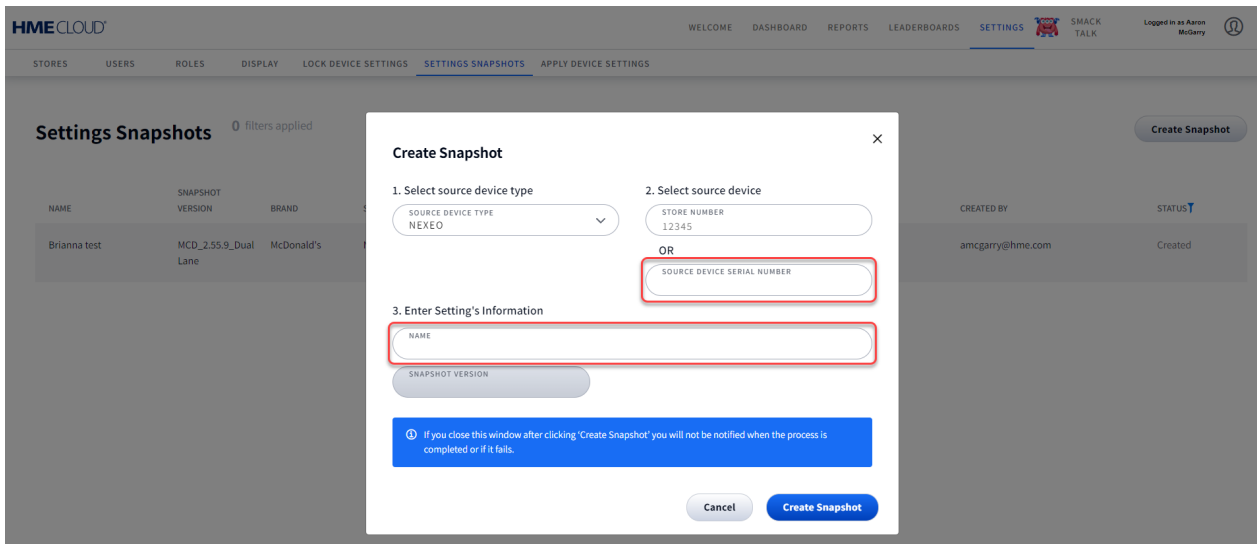 HME CLOUD®
WELCOME DASHBOARD REPORTS LEADERBOARDS SETTINGS SMACK TALK Logged in as Aaron McGarry
STORES USERS ROLES DISPLAY LOCK DEVICE SETTINGS SETTINGS SNAPSHOTS APPLY DEVICE SETTINGS
Settings Snapshots 0 filters applied
Create Snapshot
NAME SNAPSHOT VERSION BRAND CREATED BY STATUS
Brianna test MCD_2.55.9_Dual Lane McDonald's amcgarry@hme.com Created
Create Snapshot
1. Select source device type
SOURCE DEVICE TYPE
NEXEO
2. Select source device
STORE NUMBER
12345
OR
SOURCE DEVICE SERIAL NUMBER
3. Enter Setting's Information
NAME
SNAPSHOT VERSION
If you close this window after clicking 'Create Snapshot' you will not be notified when the process is
completed or if it fails.
Cancel Create Snapshot